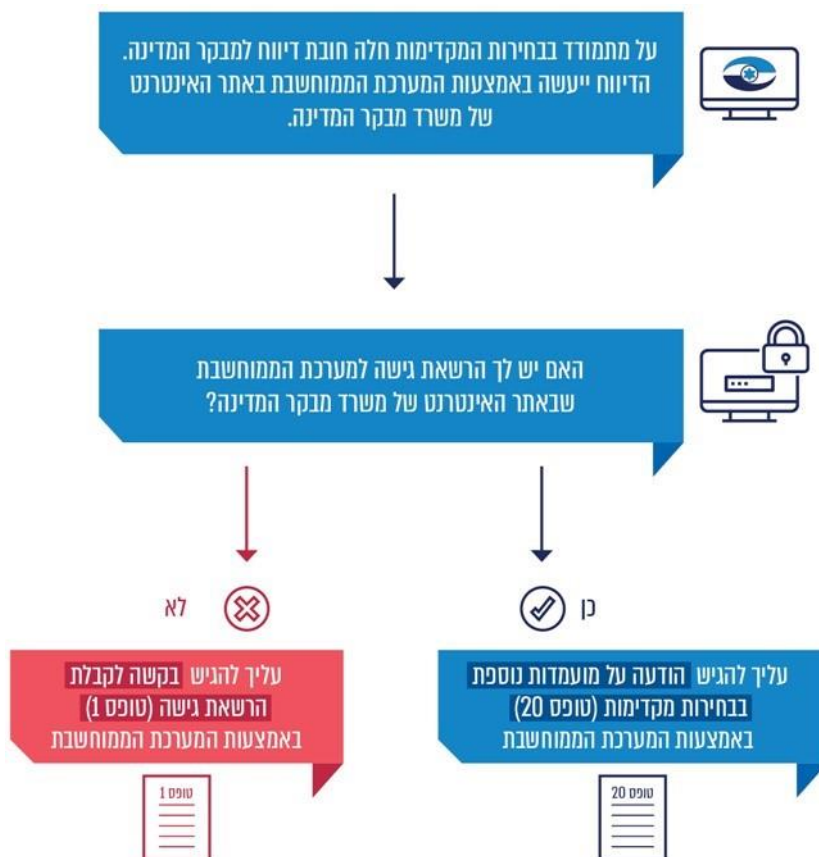 על מתמודד בבחירות המקדימות חלה חובת דיווח למבקר המדינה.
הדיווח ייעשה באמצעות המערכת הממוחשבת באתר האינטרנט
של משרד מבקר המדינה.
האם יש לך הרשאת גישה למערכת הממוחשבת
שבאתר האינטרנט של משרד מבקר המדינה?
כן
עליך להגיש הודעה על מועמדות נוספת
בבחירות מקדימות (טופס 20)
באמצעות המערכת הממוחשבת
טופס 20
לא
עליך להגיש בקשה לקבלת
הרשאת גישה (טופס 1)
באמצעות המערכת הממוחשבת
טופס 1